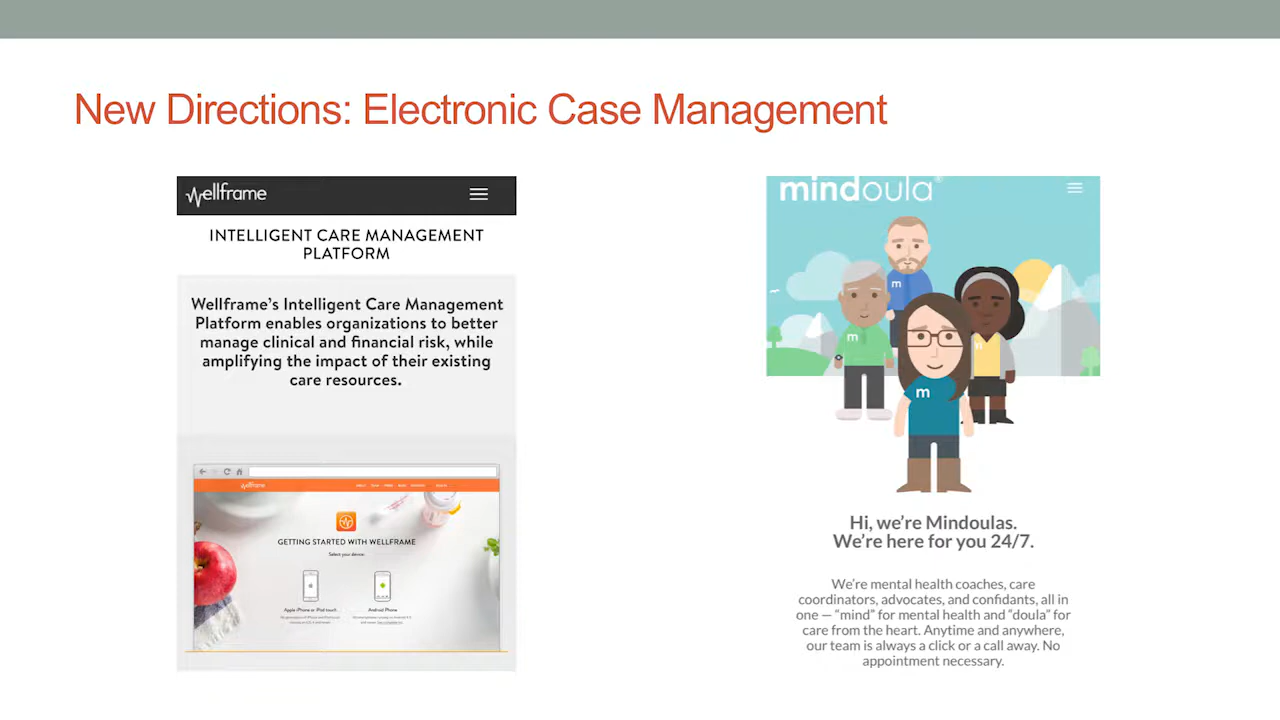 New Directions: Electronic Case Management
Wellframe
INTELLIGENT CARE MANAGEMENT
PLATFORM
Wellframe's Intelligent Care Management
Platform enables organizations to better
manage clinical and financial risk, while
amplifying the impact of their existing
care resources.
wellframe
GETTING STARTED WITH WELLFRAME
Select your device:
Apple iPhone or iPod touch
Android Phone
mindoula®
m
m
m
m
Hi, we're Mindoulas.
We're here for you 24/7.
We're mental health coaches, care
coordinators, advocates, and confidants, all in
one — "mind" for mental health and "doula" for
care from the heart. Anytime and anywhere,
our team is always a click or a call away. No
appointment necessary.